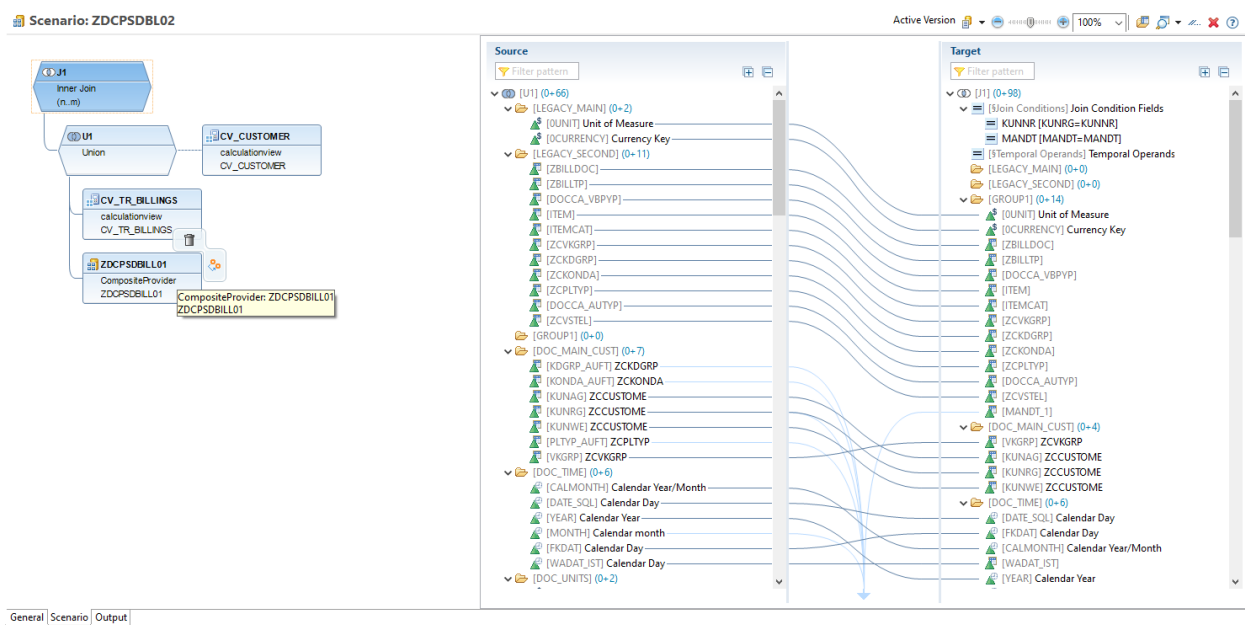 Scenario: ZDCPSDBL02
Active Version
100%
J1
Inner Join
(n..m)
U1
Union
CV_CUSTOMER
calculationview
CV_CUSTOMER
CV_TR_BILLINGS
calculationview
CV_TR_BILLINGS
ZDCPSDBILL01
CompositeProvider
ZDCPSDBILL01
CompositeProvider: ZDCPSDBILL01
ZDCPSDBILL01
Source
Filter pattern
[U1] (0+66)
[LEGACY_MAIN] (0+2)
[0UNIT] Unit of Measure
[0CURRENCY] Currency Key
[LEGACY_SECOND] (0+11)
[ZBILLDOC]
[ZBILLTP]
[DOCCA_VBPYP]
[ITEM]
[ITEMCAT]
[ZCVKGRP]
[ZCKDGRP]
[ZCKONDA]
[ZCPLTYP]
[DOCCA_AUTYP]
[ZCVSTEL]
[GROUP1] (0+0)
[DOC_MAIN_CUST] (0+7)
[KDGRP_AUFT] ZCKDGRP
[KONDA_AUFT] ZCKONDA
[KUNAG] ZCCUSTOME
[KUNRG] ZCCUSTOME
[KUNWE] ZCCUSTOME
[PLTYP_AUFT] ZCPLTYP
[VKGRP] ZCVKGRP
[DOC_TIME] (0+6)
[CALMONTH] Calendar Year/Month
[DATE_SQL] Calendar Day
[YEAR] Calendar Year
[MONTH] Calendar month
[FKDAT] Calendar Day
[WADAT_IST] Calendar Day
[DOC_UNITS] (0+2)
Target
Filter pattern
[J1] (0+98)
[$Join Conditions] Join Condition Fields
KUNNR [KUNRG=KUNNR]
MANDT [MANDT=MANDT]
[$Temporal Operands] Temporal Operands
[LEGACY_MAIN] (0+0)
[LEGACY_SECOND] (0+0)
[GROUP1] (0+14)
[0UNIT] Unit of Measure
[0CURRENCY] Currency Key
[ZBILLDOC]
[ZBILLTP]
[DOCCA_VBPYP]
[ITEM]
[ITEMCAT]
[ZCVKGRP]
[ZCKDGRP]
[ZCKONDA]
[ZCPLTYP]
[DOCCA_AUTYP]
[ZCVSTEL]
[MANDT_1]
[DOC_MAIN_CUST] (0+4)
[VKGRP] ZCVKGRP
[KUNAG] ZCCUSTOME
[KUNRG] ZCCUSTOME
[KUNWE] ZCCUSTOME
[DOC_TIME] (0+6)
[DATE_SQL] Calendar Day
[FKDAT] Calendar Day
[CALMONTH] Calendar Year/Month
[WADAT_IST]
[YEAR] Calendar Year
General Scenario Output